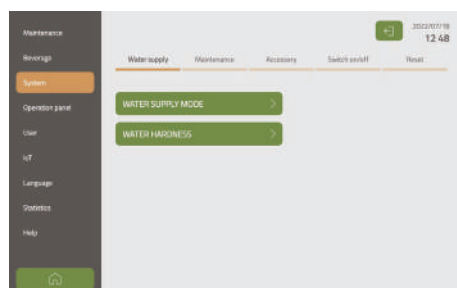 2022/07/18
12 48
Maintenance
Beverage
System
Operation panel
User
IoT
Language
Statistics
Help
Water supply
Maintenance
Accessory
Switch on/off
Reset
WATER SUPPLY MODE
WATER HARDNESS